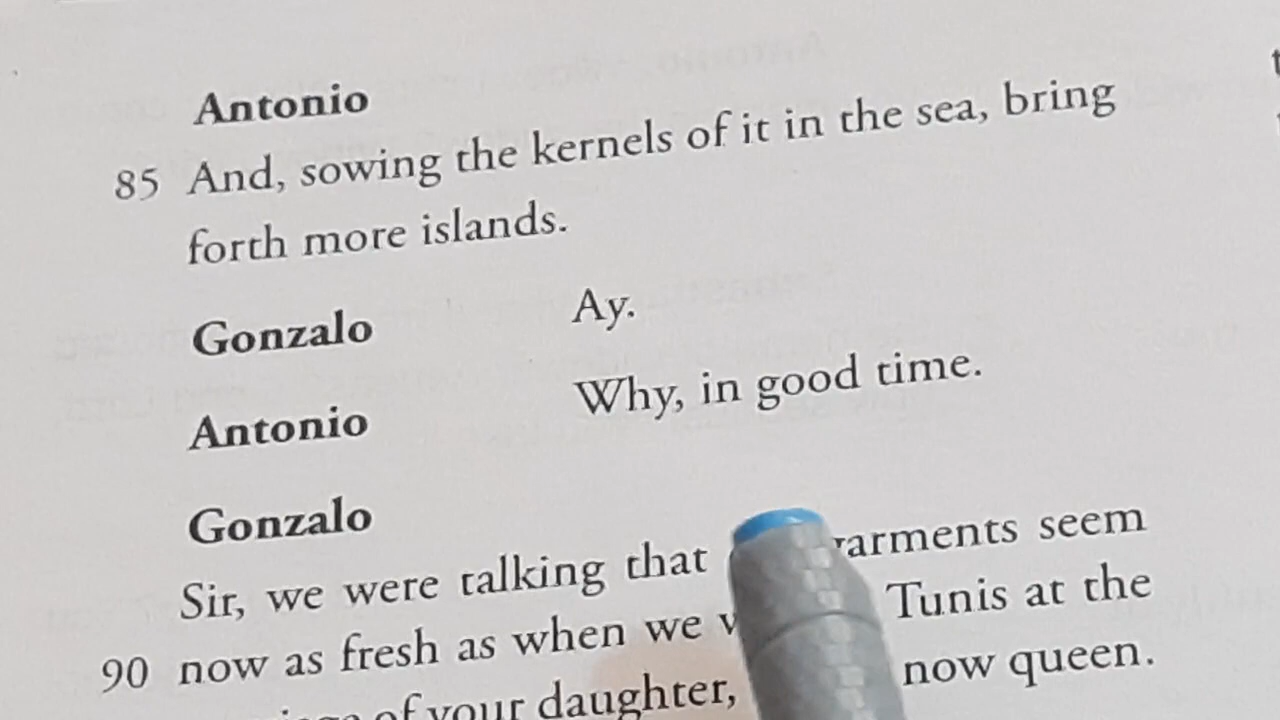 Antonio
85 And, sowing the kernels of it in the sea, bring
forth more islands.
Gonzalo Ay.
Antonio Why, in good time.
Gonzalo
Sir, we were talking that seem
90 now as fresh as when we Tunis at the
of your daughter, now queen.